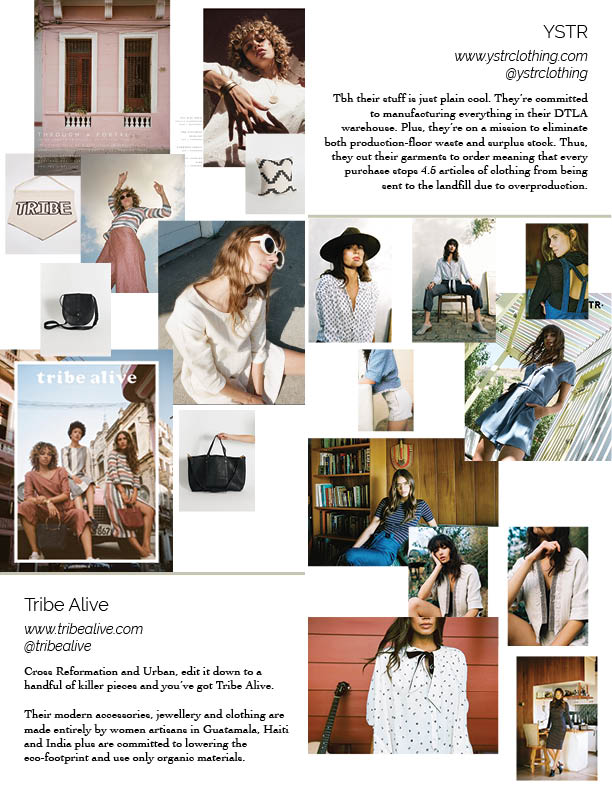 YSTR
www.ystrclothing.com
@ystrclothing
Tbh their stuff is just plain cool. They're committed
to manufacturing everything in their DTLA
warehouse. Plus, they're on a mission to eliminate
both production-floor waste and surplus stock. Thus,
they cut their garments to order meaning that every
purchase stops 4.5 articles of clothing from being
sent to the landfill due to overproduction.
THROUGH A PORTAL
TRIBE
TR·
tribe alive
Tribe Alive
www.tribealive.com
@tribealive
Cross Reformation and Urban, edit it down to a
handful of killer pieces and you've got Tribe Alive.
Their modern accessories, jewellery and clothing are
made entirely by women artisans in Guatamala, Haiti
and India plus are committed to lowering the
eco-footprint and use only organic materials.